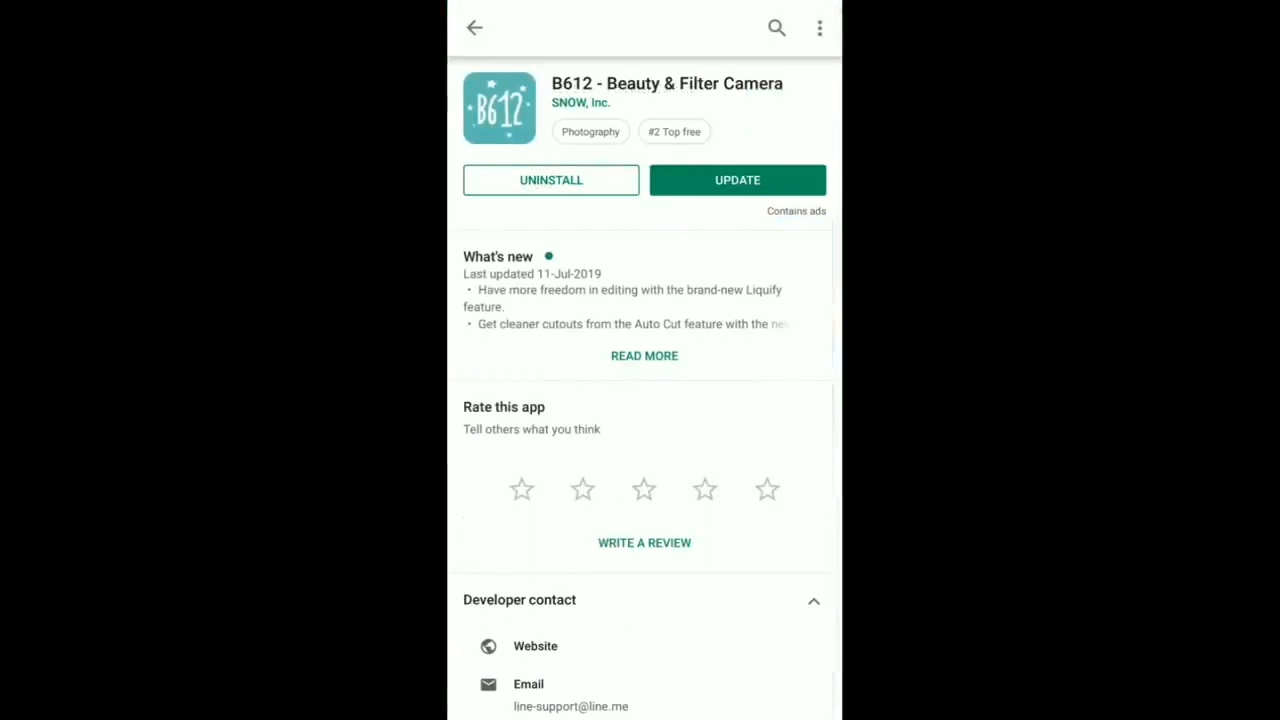 B612
B612 - Beauty & Filter Camera
SNOW, Inc.
Photography
#2 Top free
UNINSTALL
UPDATE
Contains ads
What's new
Last updated 11-Jul-2019
• Have more freedom in editing with the brand-new Liquify
feature.
• Get cleaner cutouts from the Auto Cut feature with the
READ MORE
Rate this app
Tell others what you think
WRITE A REVIEW
Developer contact
Website
Email
line-support@line.me